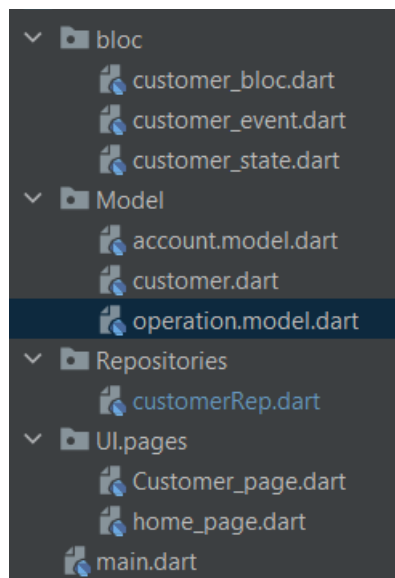 bloc
customer_bloc.dart
customer_event.dart
customer_state.dart
Model
account.model.dart
customer.dart
operation.model.dart
Repositories
customerRep.dart
UI.pages
Customer_page.dart
home_page.dart
main.dart